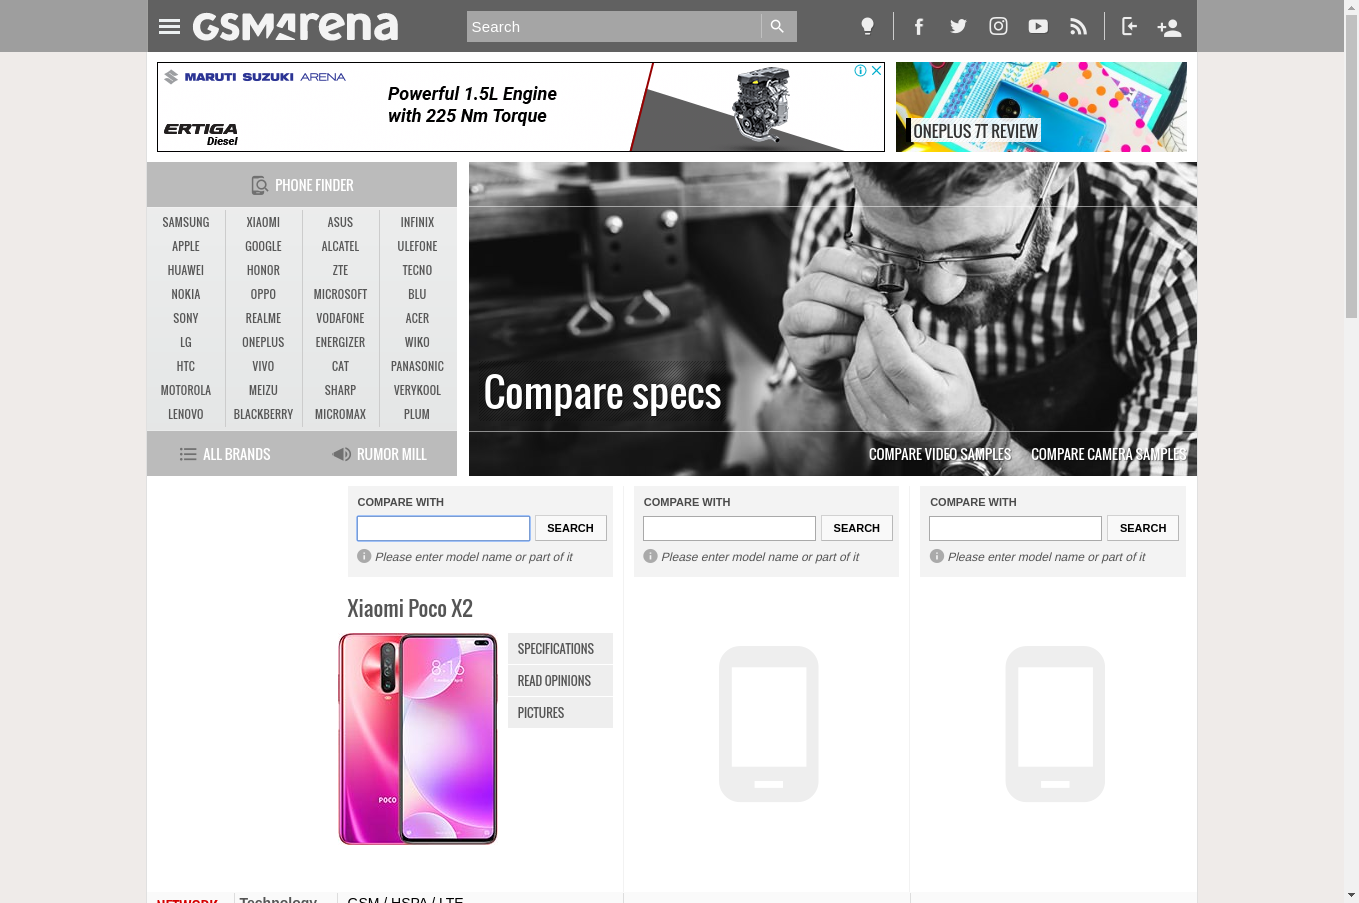 GSMArena
Search
MARUTI SUZUKI ARENA
Powerful 1.5L Engine
with 225 Nm Torque
ERTIGA
Diesel
ONEPLUS 7T REVIEW
PHONE FINDER
SAMSUNG XIAOMI ASUS INFINIX
APPLE GOOGLE ALCATEL ULEFONE
HUAWEI HONOR ZTE TECNO
NOKIA OPPO MICROSOFT BLU
SONY REALME VODAFONE ACER
LG ONEPLUS ENERGIZER WIKO
HTC VIVO CAT PANASONIC
MOTOROLA MEIZU SHARP VERYKOOL
LENOVO BLACKBERRY MICROMAX PLUM
ALL BRANDS RUMOR MILL
Compare specs
COMPARE VIDEO SAMPLES COMPARE CAMERA SAMPLES
COMPARE WITH COMPARE WITH COMPARE WITH
SEARCH SEARCH SEARCH
Please enter model name or part of it Please enter model name or part of it Please enter model name or part of it
Xiaomi Poco X2
8:16
POCO
SPECIFICATIONS
READ OPINIONS
PICTURES
NETWORK Technology GSM / HSPA / LTE